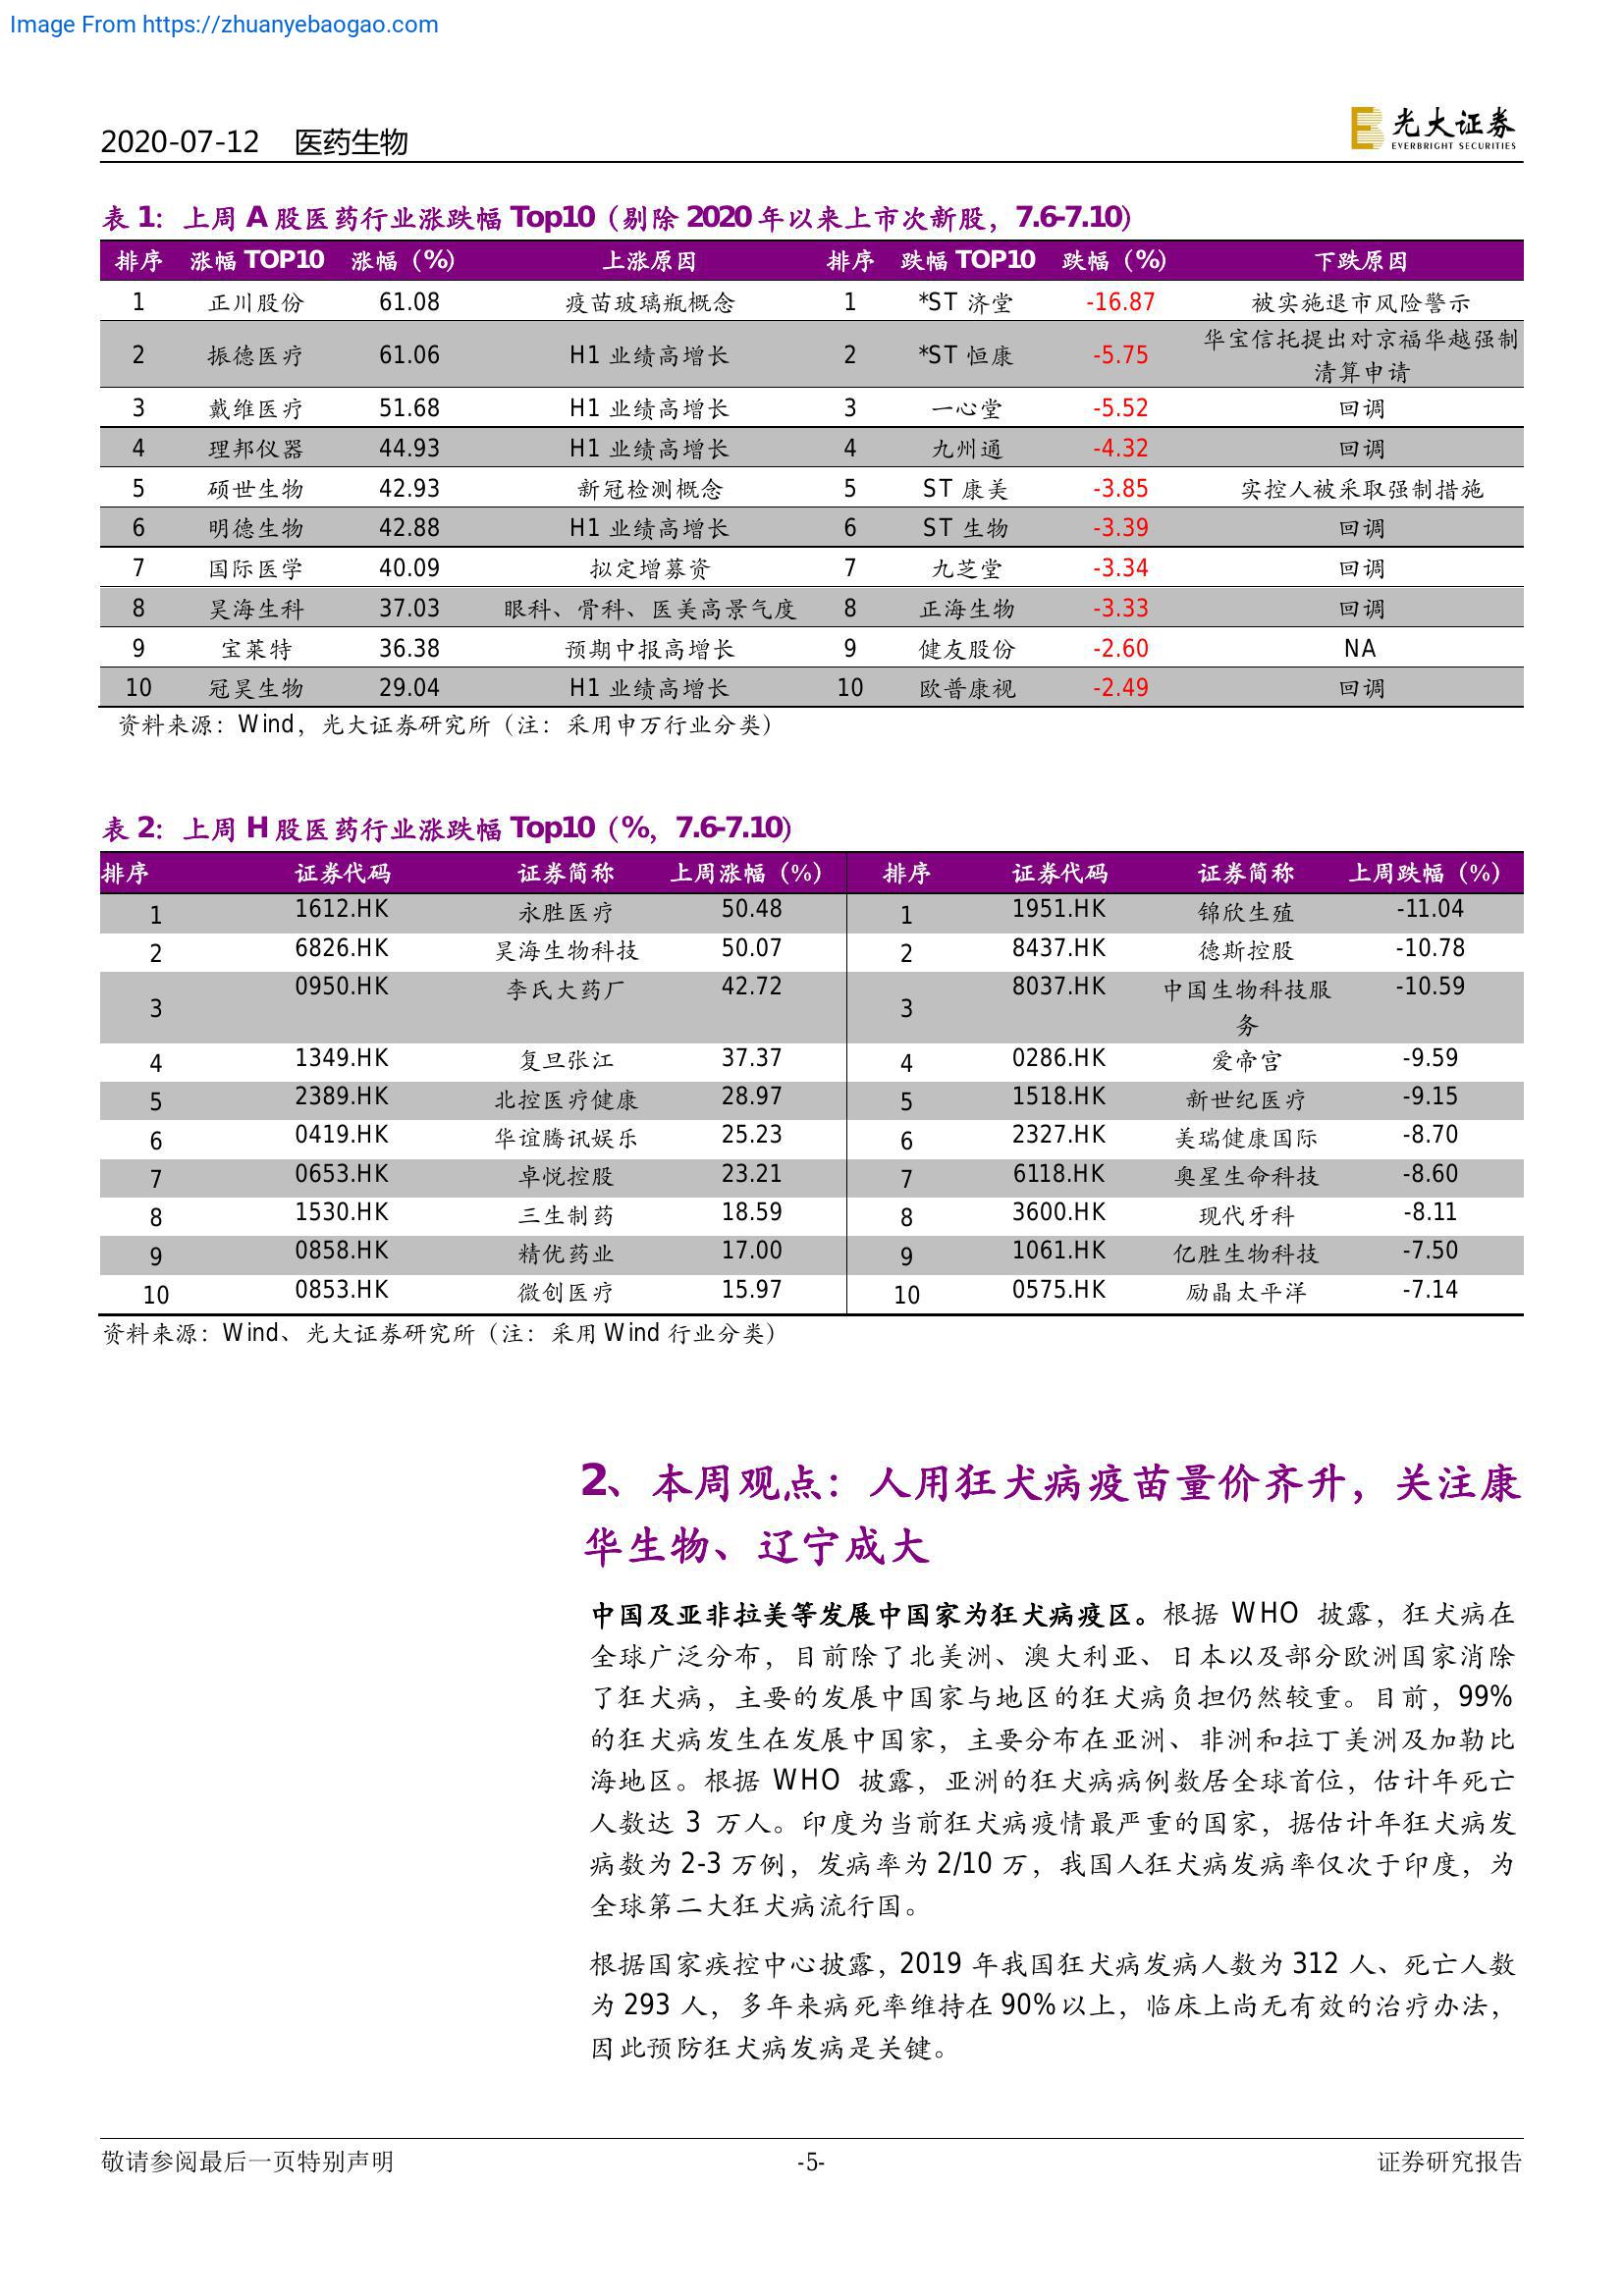 Image From https://zhuanyebaogao.com
2020-07-12 医药生物
光大证券
EVERBRIGHT SECURITIES
表 1：上周 A 股医药行业涨跌幅 Top10（剔除 2020 年以来上市次新股，7.6-7.10）
排序 涨幅 TOP10 涨幅（%） 上涨原因 排序 跌幅 TOP10 跌幅（%） 下跌原因
1 正川股份 61.08 疫苗玻璃瓶概念 1 *ST 济堂 -16.87 被实施退市风险警示
2 振德医疗 61.06 H1 业绩高增长 2 *ST 恒康 -5.75 华宝信托提出对京福华越强制
清算申请
3 戴维医疗 51.68 H1 业绩高增长 3 一心堂 -5.52 回调
4 理邦仪器 44.93 H1 业绩高增长 4 九州通 -4.32 回调
5 硕世生物 42.93 新冠检测概念 5 ST 康美 -3.85 实控人被采取强制措施
6 明德生物 42.88 H1 业绩高增长 6 ST 生物 -3.39 回调
7 国际医学 40.09 拟定增募资 7 九芝堂 -3.34 回调
8 昊海生科 37.03 眼科、骨科、医美高景气度 8 正海生物 -3.33 回调
9 宝莱特 36.38 预期中报高增长 9 健友股份 -2.60 NA
10 冠昊生物 29.04 H1 业绩高增长 10 欧普康视 -2.49 回调
资料来源：Wind，光大证券研究所（注：采用申万行业分类）
表 2：上周 H 股医药行业涨跌幅 Top10（%，7.6-7.10）
排序 证券代码 证券简称 上周涨幅（%） 排序 证券代码 证券简称 上周跌幅（%）
1 1612.HK 永胜医疗 50.48 1 1951.HK 锦欣生殖 -11.04
2 6826.HK 昊海生物科技 50.07 2 8437.HK 德斯控股 -10.78
3 0950.HK 李氏大药厂 42.72 3 8037.HK 中国生物科技服 -10.59
务
4 1349.HK 复旦张江 37.37 4 0286.HK 爱帝宫 -9.59
5 2389.HK 北控医疗健康 28.97 5 1518.HK 新世纪医疗 -9.15
6 0419.HK 华谊腾讯娱乐 25.23 6 2327.HK 美瑞健康国际 -8.70
7 0653.HK 卓悦控股 23.21 7 6118.HK 奥星生命科技 -8.60
8 1530.HK 三生制药 18.59 8 3600.HK 现代牙科 -8.11
9 0858.HK 精优药业 17.00 9 1061.HK 亿胜生物科技 -7.50
10 0853.HK 微创医疗 15.97 10 0575.HK 励晶太平洋 -7.14
资料来源：Wind、光大证券研究所（注：采用 Wind 行业分类）
2、本周观点：人用狂犬病疫苗量价齐升，关注康
华生物、辽宁成大
中国及亚非拉美等发展中国家为狂犬病疫区。根据 WHO 披露，狂犬病在
全球广泛分布，目前除了北美洲、澳大利亚、日本以及部分欧洲国家消除
了狂犬病，主要的发展中国家与地区的狂犬病负担仍然较重。目前，99%
的狂犬病发生在发展中国家，主要分布在亚洲、非洲和拉丁美洲及加勒比
海地区。根据 WHO 披露，亚洲的狂犬病病例数居全球首位，估计年死亡
人数达 3 万人。印度为当前狂犬病疫情最严重的国家，据估计年狂犬病发
病数为 2-3 万例，发病率为 2/10 万，我国人狂犬病发病率仅次于印度，为
全球第二大狂犬病流行国。
根据国家疾控中心披露，2019 年我国狂犬病发病人数为 312 人、死亡人数
为 293 人，多年来病死率维持在 90%以上，临床上尚无有效的治疗办法，
因此预防狂犬病发病是关键。
敬请参阅最后一页特别声明 -5- 证券研究报告